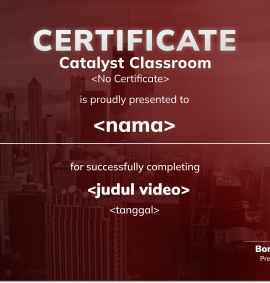 CERTIFICATE
Catalyst Classroom
<No Certificate>
is proudly presented to
<nama>
for successfully completing
<judul video>
<tanggal>